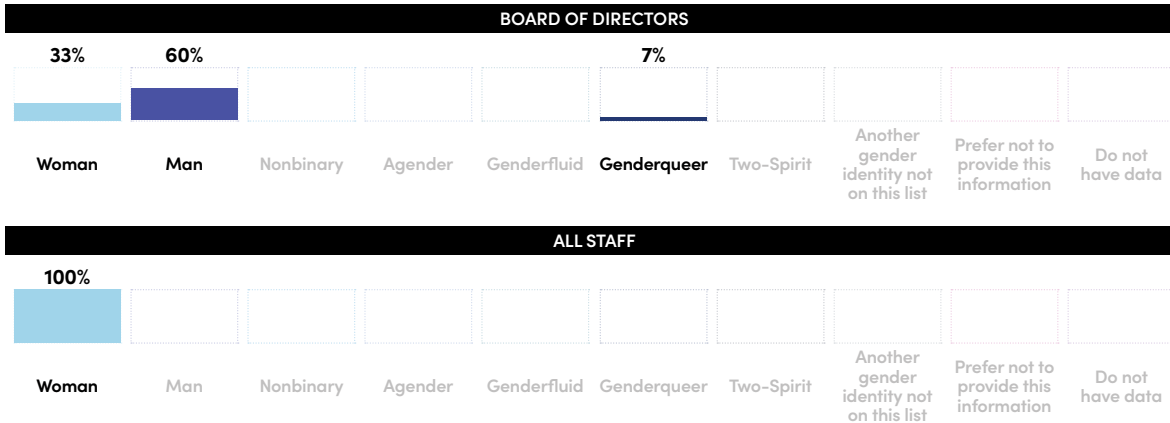 BOARD OF DIRECTORS
33% 60% 7%
Woman Man Nonbinary Agender Genderfluid Genderqueer Two-Spirit Another gender identity not on this list Prefer not to provide this information Do not have data
ALL STAFF
100%
Woman Man Nonbinary Agender Genderfluid Genderqueer Two-Spirit Another gender identity not on this list Prefer not to provide this information Do not have data